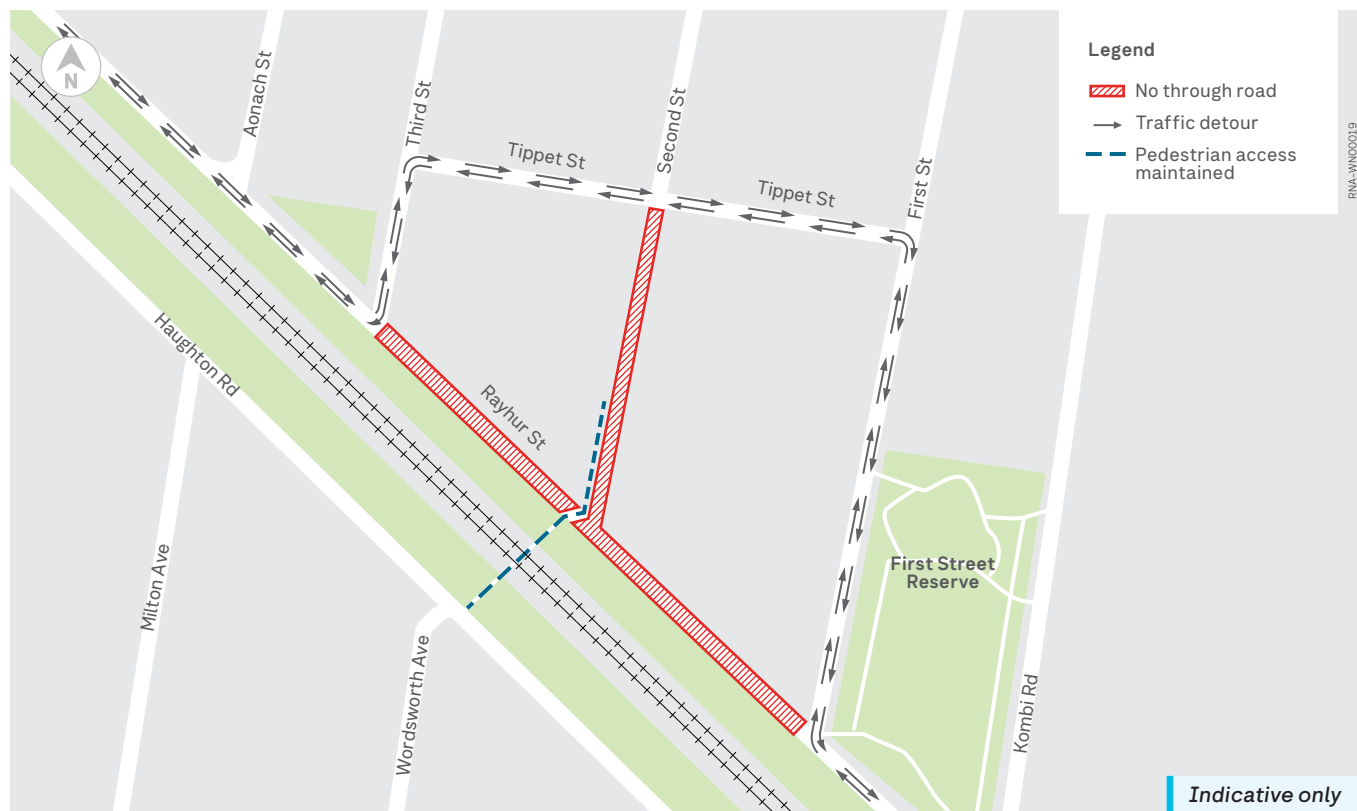 Legend
No through road
Traffic detour
Pedestrian access
maintained
RNA-WN00019
N
Aonach St
Third St
Second St
Tippet St
Tippet St
First St
Haughton Rd
Rayhur St
Milton Ave
Wordsworth Ave
First Street
Reserve
Kombi Rd
Indicative only